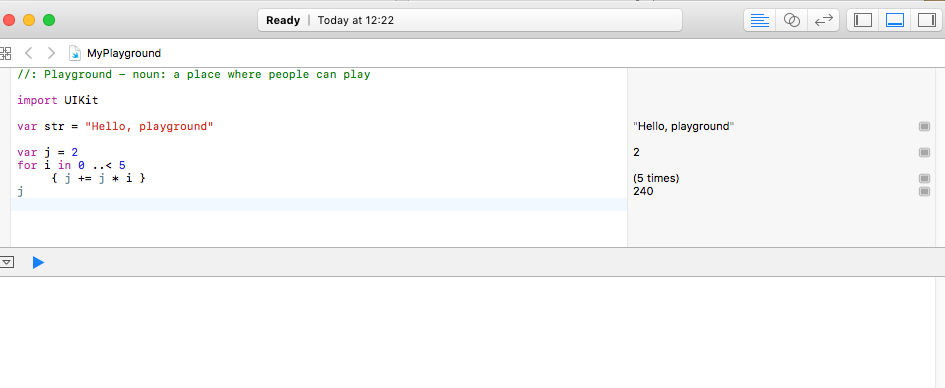 Ready | Today at 12:22
MyPlayground
//: Playground - noun: a place where people can play
import UIKit
var str = "Hello, playground"
"Hello, playground"
var j = 2
2
for i in 0 ..< 5
{ j += j * i }
(5 times)
j
240